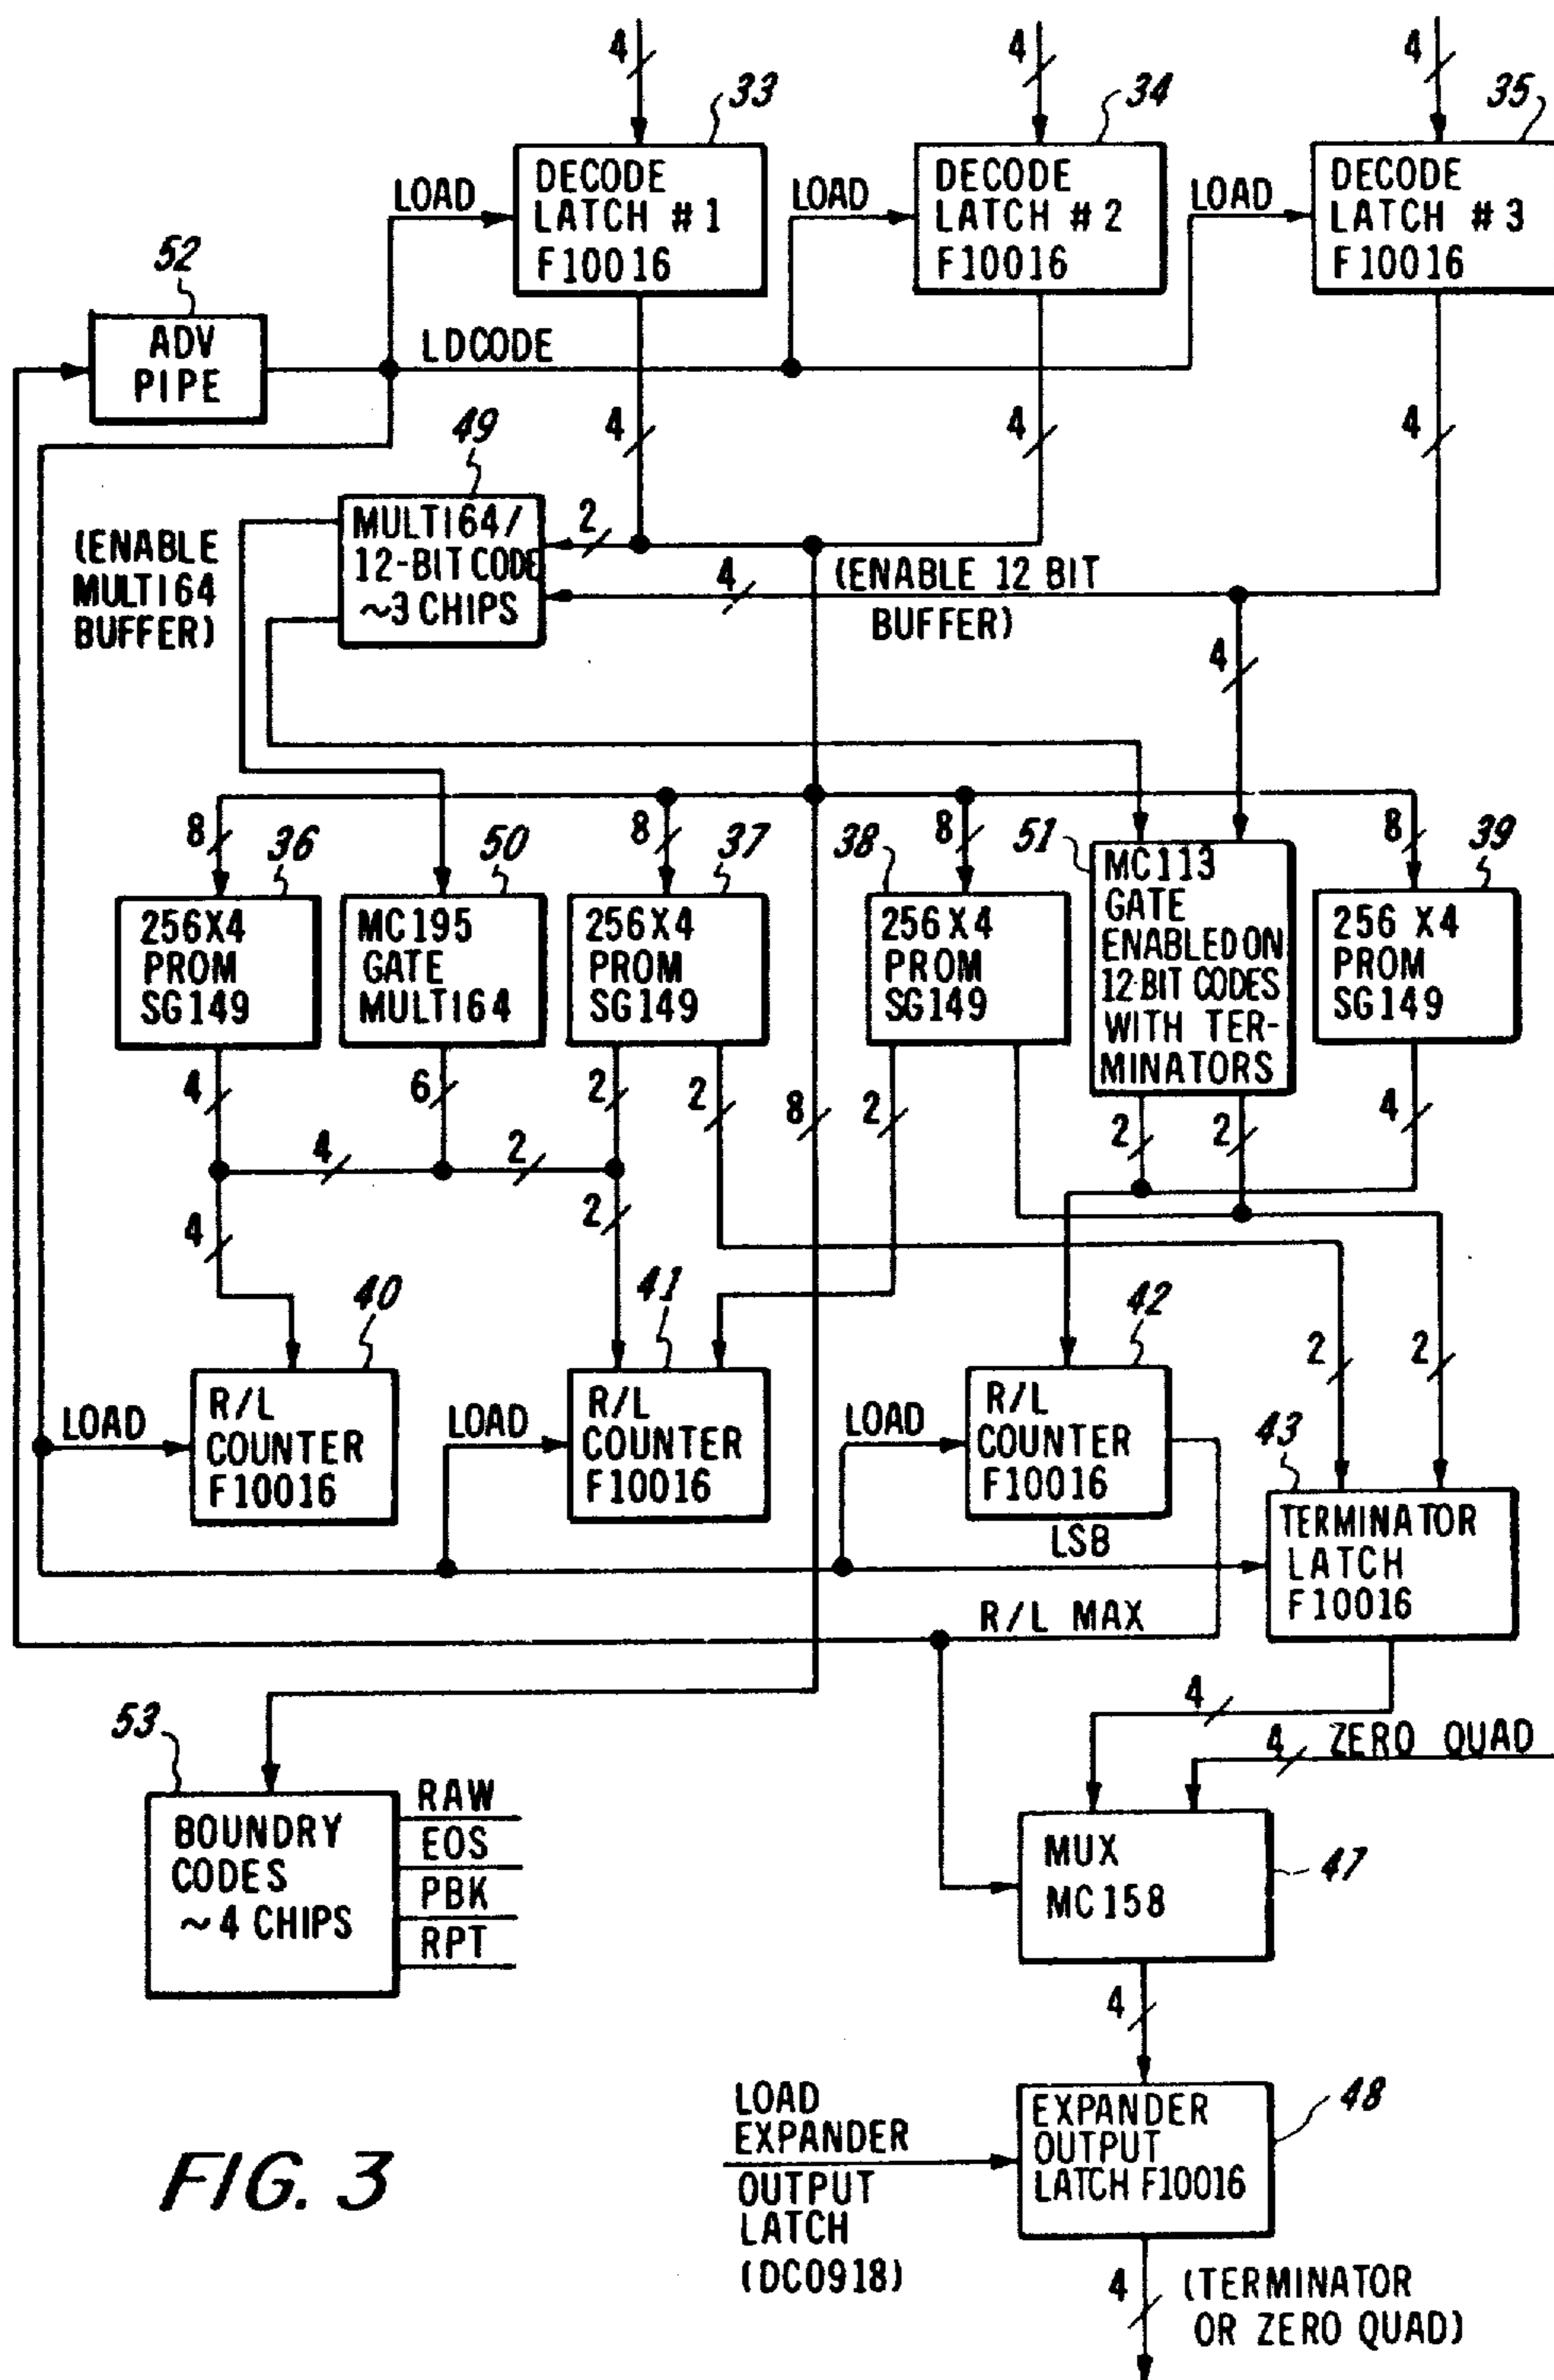 4
4
4
33
34
35
DECODE
LATCH #1
F10016
DECODE
LATCH #2
F10016
DECODE
LATCH #3
F10016
LOAD
LOAD
LOAD
52
ADV
PIPE
LDCODE
4
4
4
49
MULTI64/
12-BIT CODE
~3 CHIPS
2
4
(ENABLE
MULTI64
BUFFER)
(ENABLE 12 BIT
BUFFER)
4
8
36
50
8
37
38
8
51
8
39
256X4
PROM
SG149
MC195
GATE
MULTI64
256X4
PROM
SG149
256X4
PROM
SG149
MC113
GATE
ENABLED ON
12-BIT CODES
WITH TER-
MINATORS
256 X4
PROM
SG149
4
6
2
2
8
2
2
2
4
4
2
4
2
40
41
42
2
2
43
LOAD
R/L
COUNTER
F10016
LOAD
R/L
COUNTER
F10016
LOAD
R/L
COUNTER
F10016
LSB
TERMINATOR
LATCH
F10016
R/L MAX
4
4
ZERO QUAD
53
BOUNDRY
CODES
~4 CHIPS
RAW
EOS
PBK
RPT
MUX
MC158
47
4
LOAD
EXPANDER
OUTPUT
LATCH
(DC0918)
EXPANDER
OUTPUT
LATCH F10016
48
4
(TERMINATOR
OR ZERO QUAD)
FIG. 3